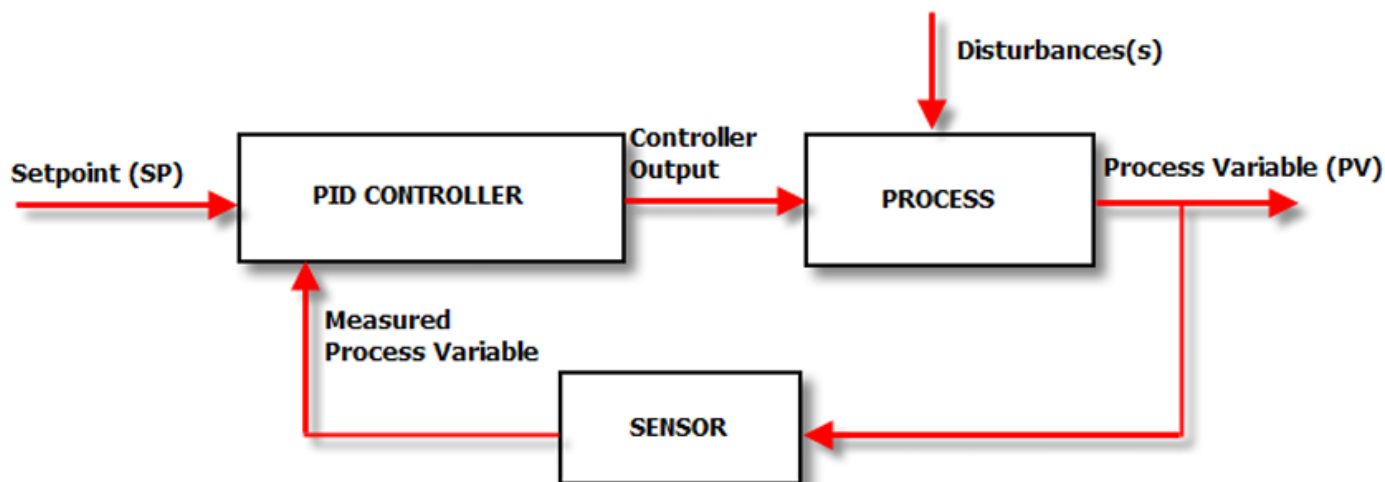 Disturbances(s)
Setpoint (SP)
PID CONTROLLER
Controller
Output
PROCESS
Process Variable (PV)
Measured
Process Variable
SENSOR